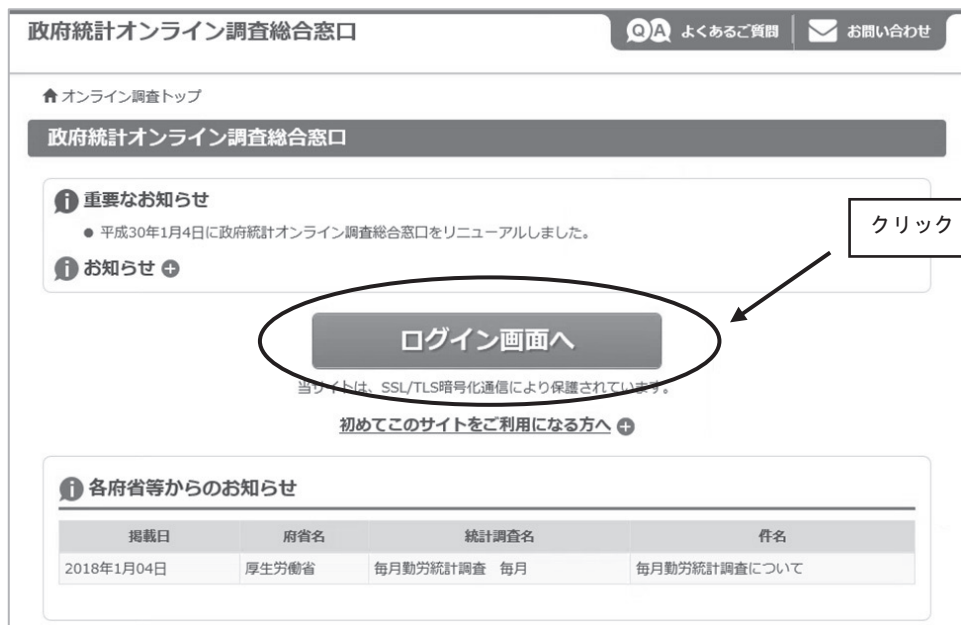 政府統計オンライン調査総合窓口
QA よくあるご質問 お問い合わせ
オンライン調査トップ
政府統計オンライン調査総合窓口
重要なお知らせ
● 平成30年1月4日に政府統計オンライン調査総合窓口をリニューアルしました。
お知らせ
クリック
ログイン画面へ
当サイトは、SSL/TLS暗号化通信により保護されています。
初めてこのサイトをご利用になる方へ
各府省等からのお知らせ
掲載日 府省名 統計調査名 件名
2018年1月04日 厚生労働省 毎月勤労統計調査 毎月 毎月勤労統計調査について